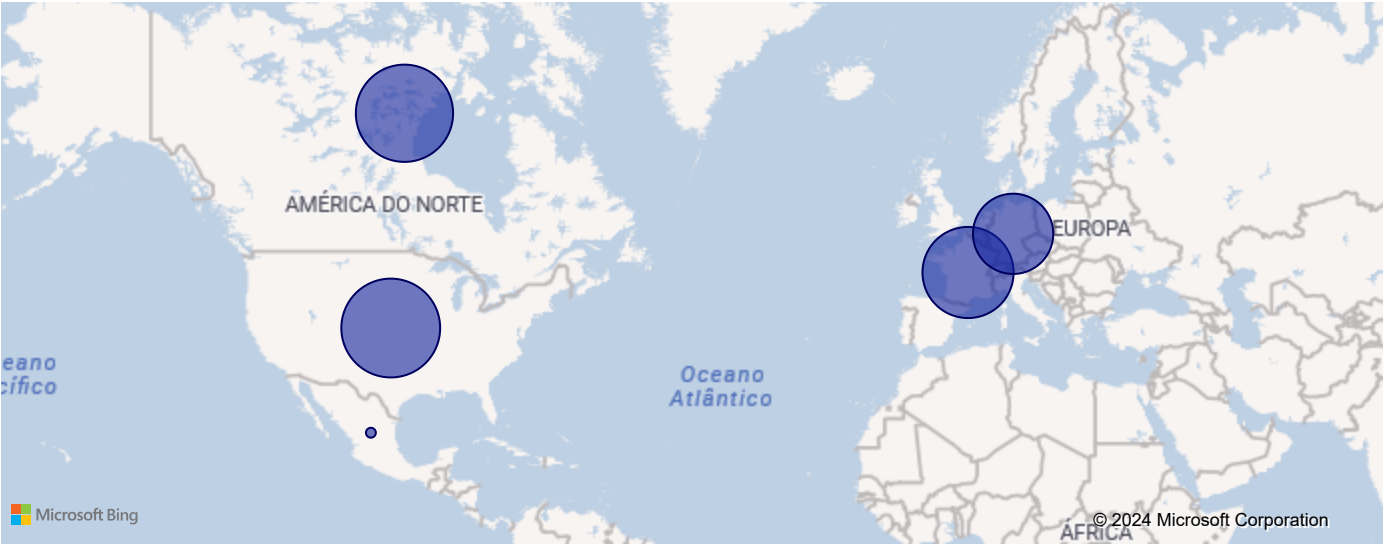 AMÉRICA DO NORTE
EUROPA
eano
cífico
Oceano
Atlântico
Microsoft Bing
© 2024 Microsoft Corporation
ÁFRICA